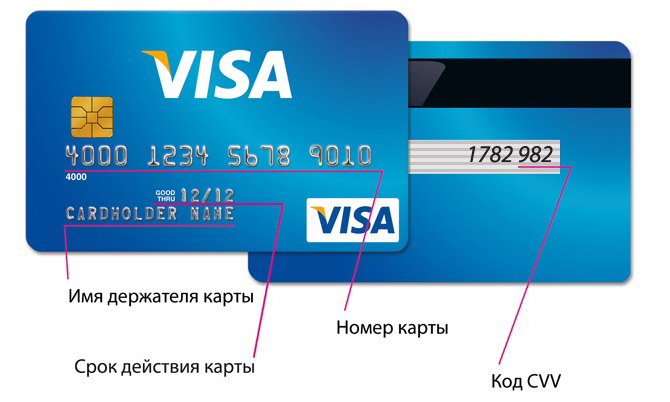 VISA
4000 1234 5678 9010
4000
GOOD THRU 12/12
CARDHOLDER NAME
VISA
1782 982
Имя держателя карты
Номер карты
Срок действия карты
Код CVV